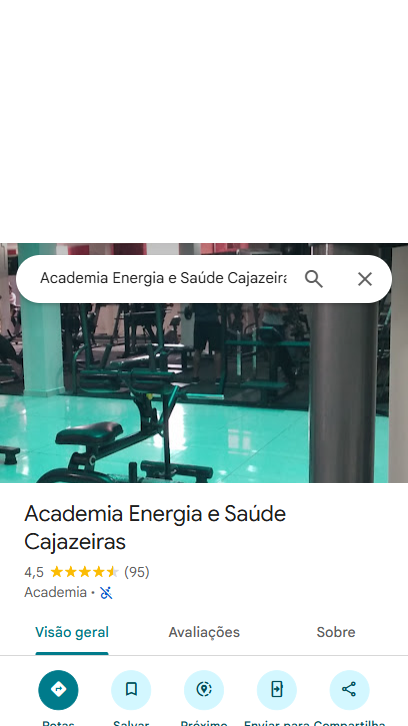 Academia Energia e Saúde Cajazeira
Academia Energia e Saúde
Cajazeiras
4,5 (95)
Academia ·
Visão geral Avaliações Sobre
Rotas Salvar Próximo Enviar para Compartilha